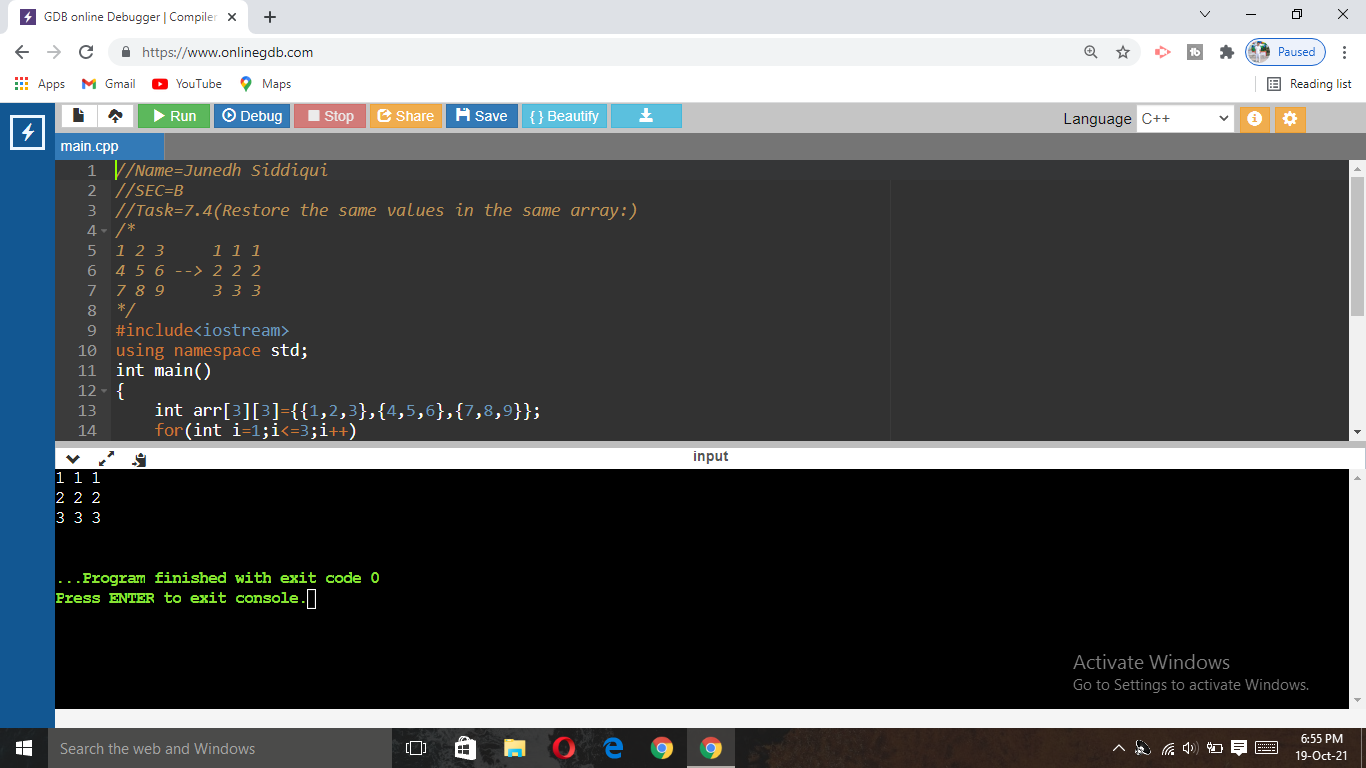 GDB online Debugger | Compiler
https://www.onlinegdb.com
Paused
Apps Gmail YouTube Maps Reading list
Run Debug Stop Share Save { } Beautify Language C++
main.cpp
1 //Name=Junedh Siddiqui
2 //SEC=B
3 //Task=7.4(Restore the same values in the same array:)
4 /*
5 1 2 3     1 1 1
6 4 5 6 --> 2 2 2
7 7 8 9     3 3 3
8 */
9 #include<iostream>
10 using namespace std;
11 int main()
12 {
13     int arr[3][3]={{1,2,3},{4,5,6},{7,8,9}};
14     for(int i=1;i<=3;i++)
input
1 1 1
2 2 2
3 3 3
...Program finished with exit code 0
Press ENTER to exit console.
Activate Windows
Go to Settings to activate Windows.
Search the web and Windows
6:55 PM
19-Oct-21